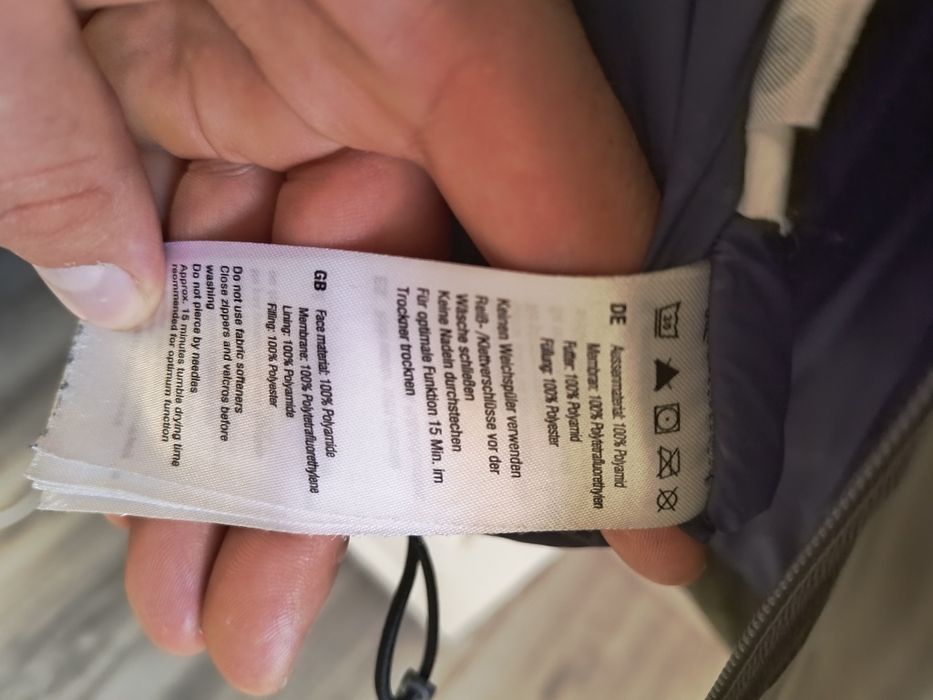 DE Aussenmaterial: 100% Polyamid
Membran: 100% Polytetrafluorethylen
Futter: 100% Polyamid
Füllung: 100% Polyester
Keinen Weichspüler verwenden
Reiß- /Klettverschlüsse vor der
Wäsche schließen
Keine Nadeln durchstechen
Für optimale Funktion 15 Min. im
Trockner trocknen
GB Face material: 100% Polyamide
Membrane: 100% Polytetrafluorethylene
Lining: 100% Polyamide
Filling: 100% Polyester
Do not use fabric softeners
Close zippers and velcros before
washing
Do not pierce by needles
Approx. 15 minutes tumble drying time
recommended for optimum function